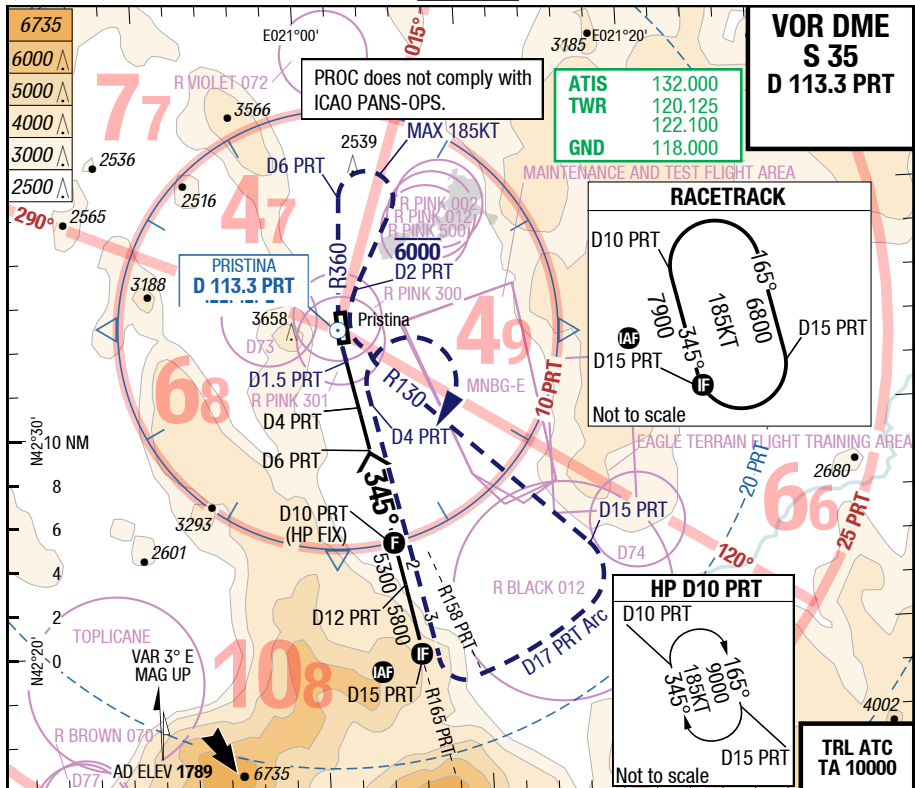 6735
6000
5000
4000
3000
2500
E021°00'
015°
3185
E021°20'
VOR DME
S 35
D 113.3 PRT
R VIOLET 072
PROC does not comply with
ICAO PANS-OPS.
ATIS 132.000
TWR 120.125
122.100
GND 118.000
77
3566
2539
MAX 185KT
D6 PRT
2536
2516
47
MAINTENANCE AND TEST FLIGHT AREA
R PINK 002
R PINK 012
R PINK 500
6000
290°
2565
RACETRACK
D10 PRT
165°
6800
185KT
7900
345°
D15 PRT
IAF
D15 PRT
IF
Not to scale
PRISTINA
D 113.3 PRT
R360
D2 PRT
3188
R PINK 300
49
3658
Pristina
D73
D1.5 PRT
R PINK 301
MNBG-E
R130
10 PRT
68
D4 PRT
D4 PRT
N42°30'
10 NM
8
6
4
2
0
N42°20'
D6 PRT
345°
EAGLE TERRAIN FLIGHT TRAINING AREA
20 PRT
2680
66
25 PRT
3293
D10 PRT
(HP FIX)
F
D15 PRT
D74
120°
2601
5300
2
R158 PRT
R BLACK 012
D12 PRT
5800
3
D17 PRT Arc
HP D10 PRT
D10 PRT
165°
9000
185KT
345°
D15 PRT
Not to scale
TOPLICANE
VAR 3° E
MAG UP
108
IF
IAF
D15 PRT
R165 PRT
4002
R BROWN 070
AD ELEV 1789
6735
D77
TRL ATC
TA 10000